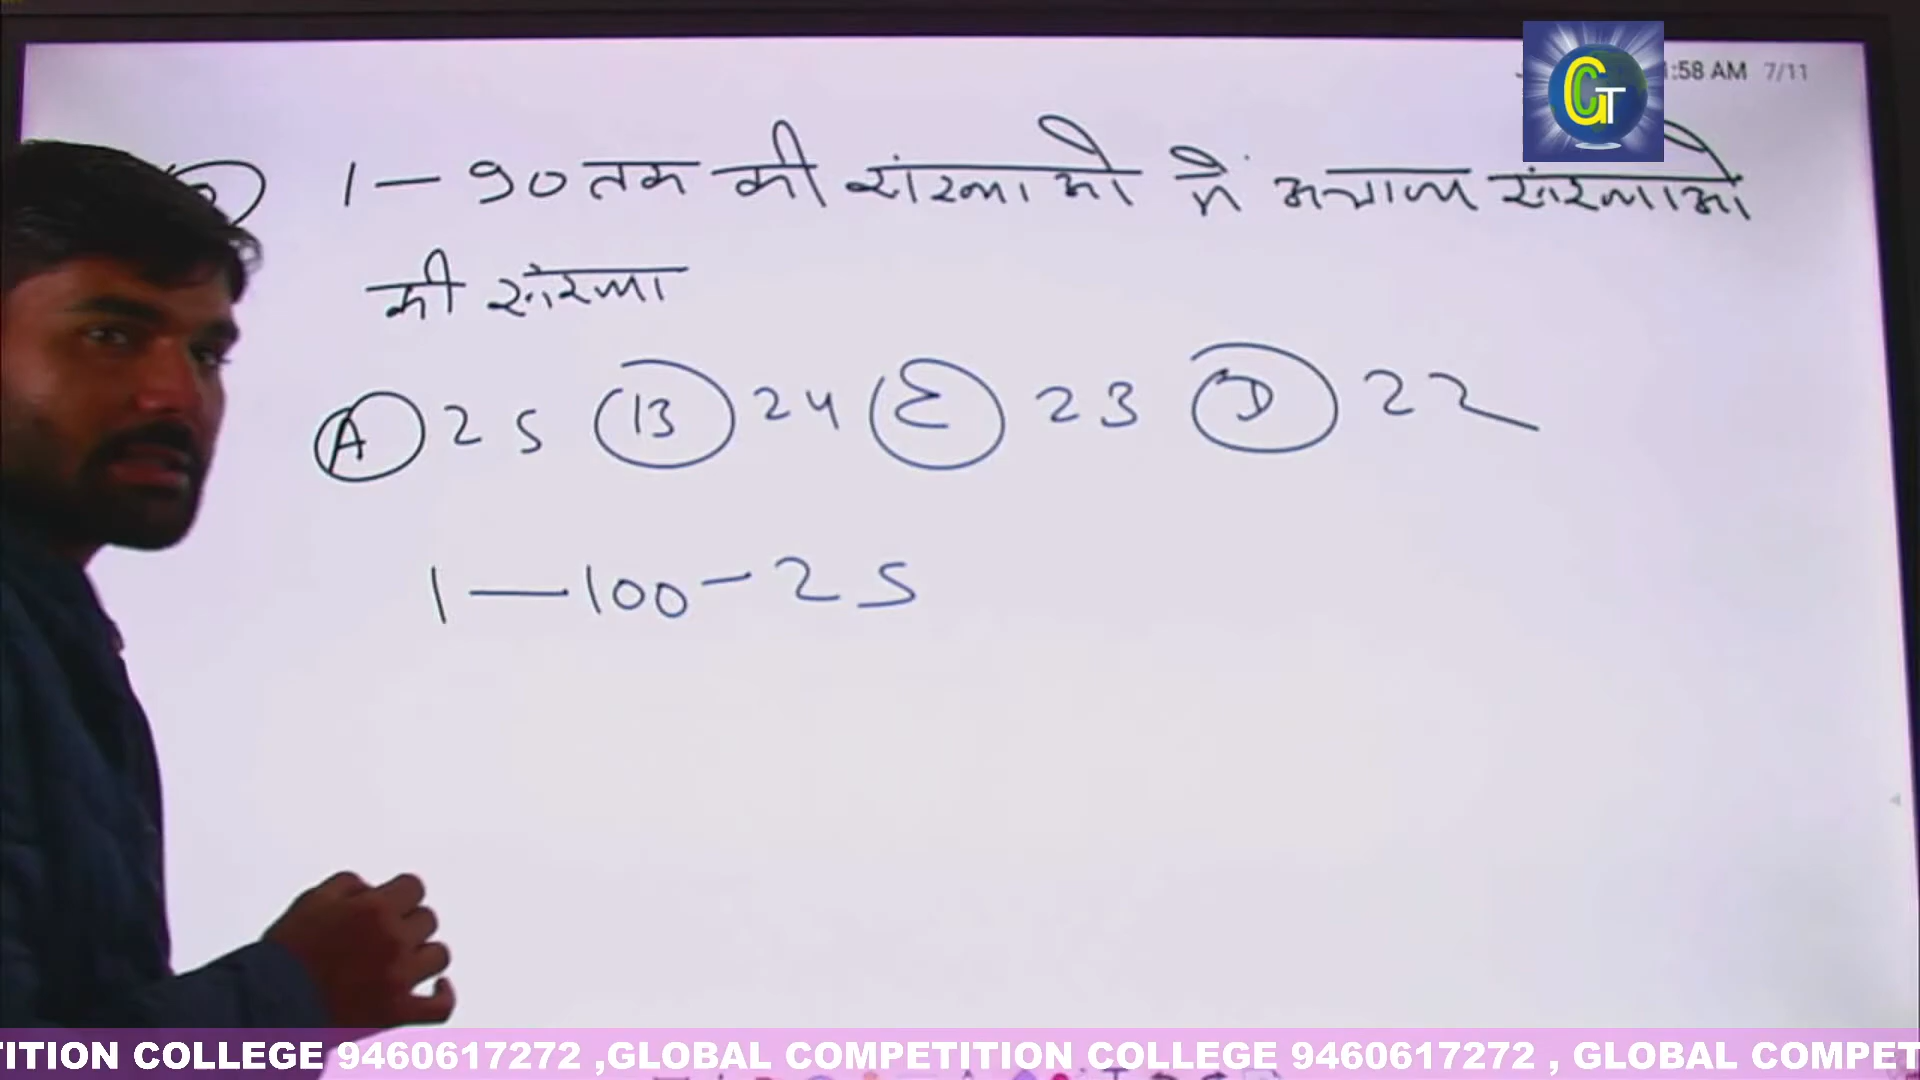 1 - 90 तक की संख्याओ मे अभाज्य संख्याओ
की संख्या
A 25 B 24 C 23 D 22
1 — 100 - 25
:58 AM 7/11
GT
TITION COLLEGE 9460617272 ,GLOBAL COMPETITION COLLEGE 9460617272 , GLOBAL COMPET